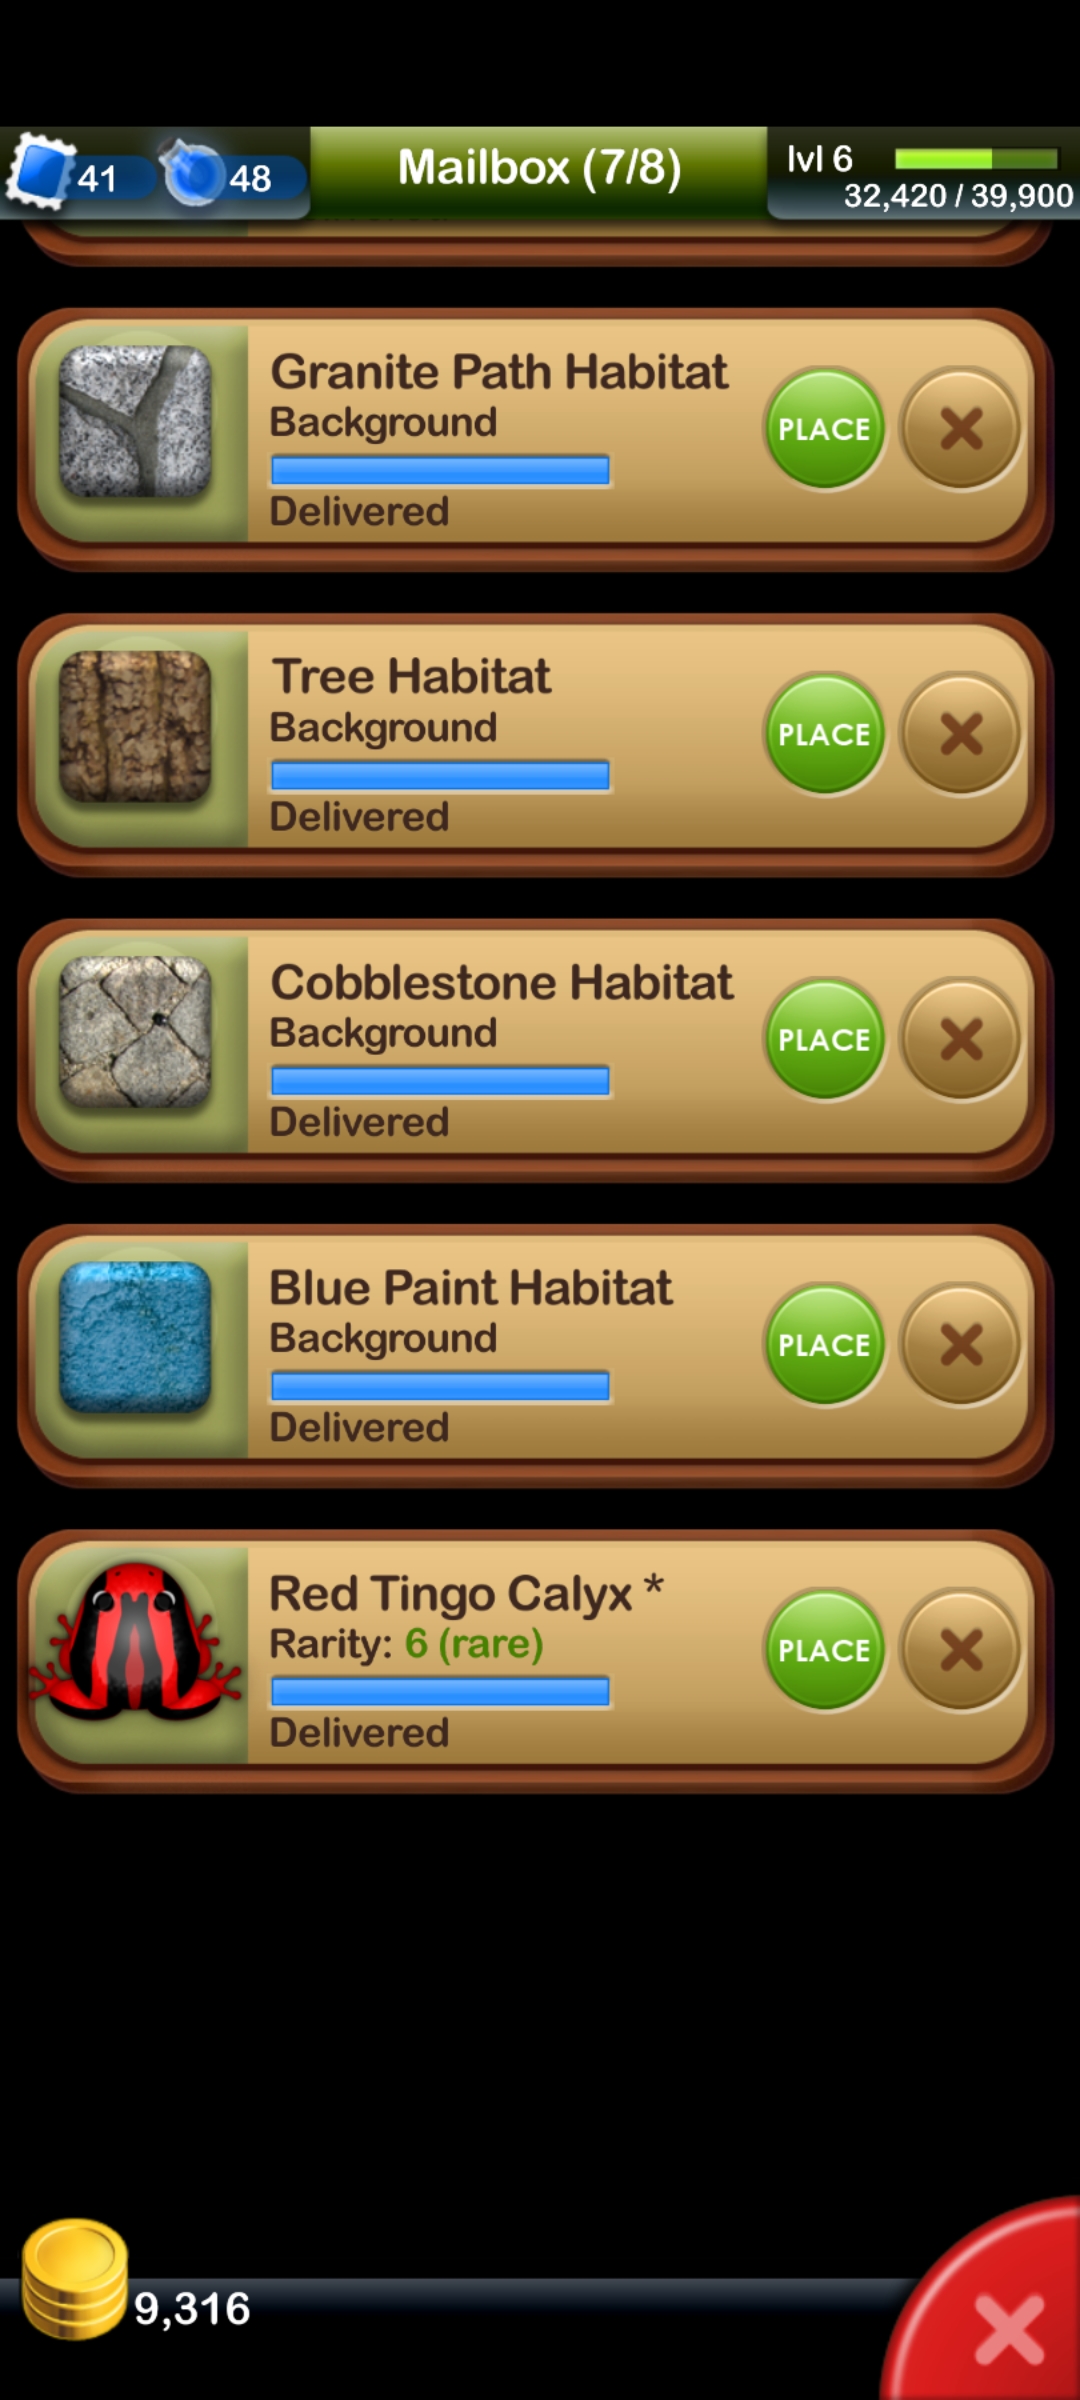 41
48
Mailbox (7/8)
lvl 6
32,420 / 39,900
Granite Path Habitat
Background
PLACE
Delivered
Tree Habitat
Background
PLACE
Delivered
Cobblestone Habitat
Background
PLACE
Delivered
Blue Paint Habitat
Background
PLACE
Delivered
Red Tingo Calyx *
Rarity: 6 (rare)
PLACE
Delivered
9,316